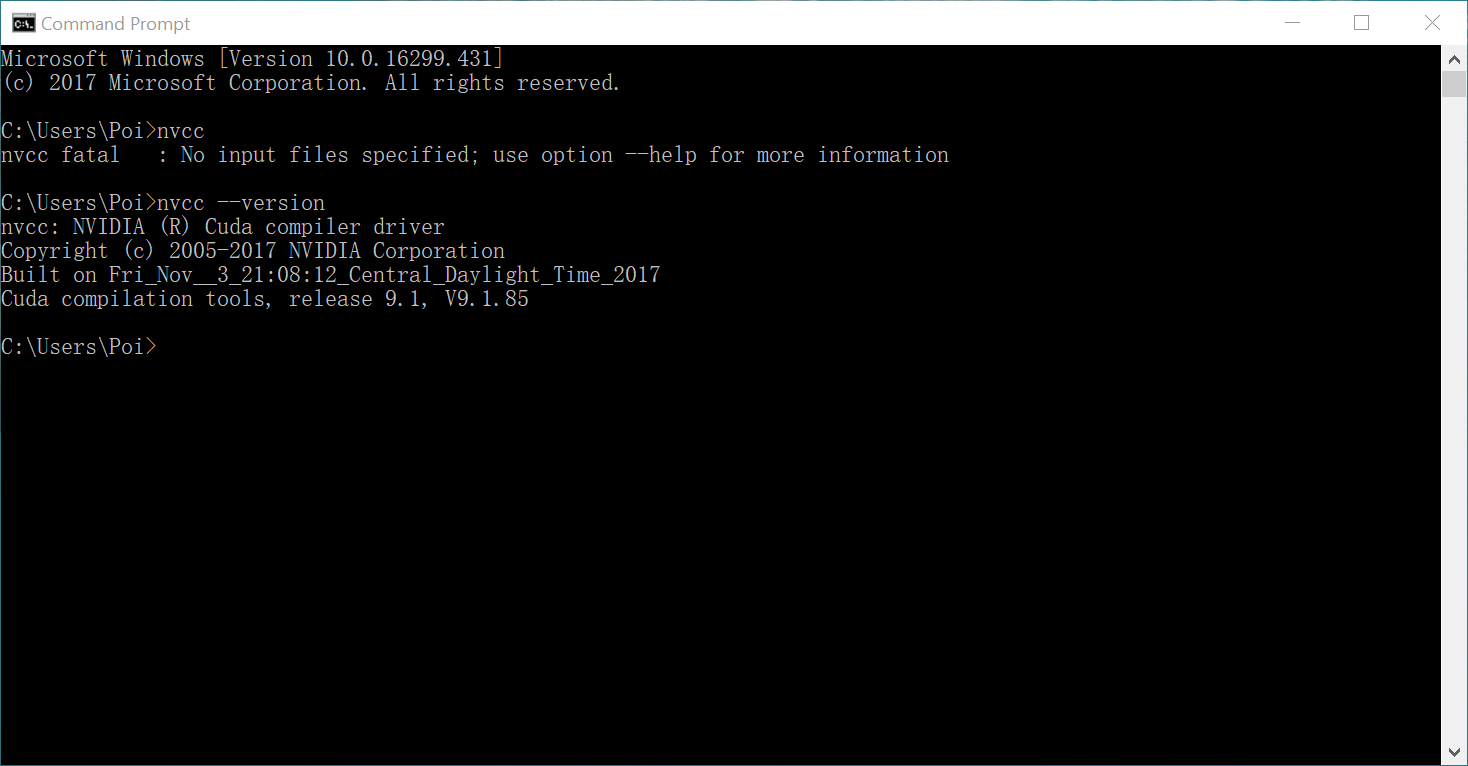 Command Prompt
Microsoft Windows [Version 10.0.16299.431]
(c) 2017 Microsoft Corporation. All rights reserved.
C:\Users\Poi>nvcc
nvcc fatal   : No input files specified; use option --help for more information
C:\Users\Poi>nvcc --version
nvcc: NVIDIA (R) Cuda compiler driver
Copyright (c) 2005-2017 NVIDIA Corporation
Built on Fri_Nov__3_21:08:12_Central_Daylight_Time_2017
Cuda compilation tools, release 9.1, V9.1.85
C:\Users\Poi>